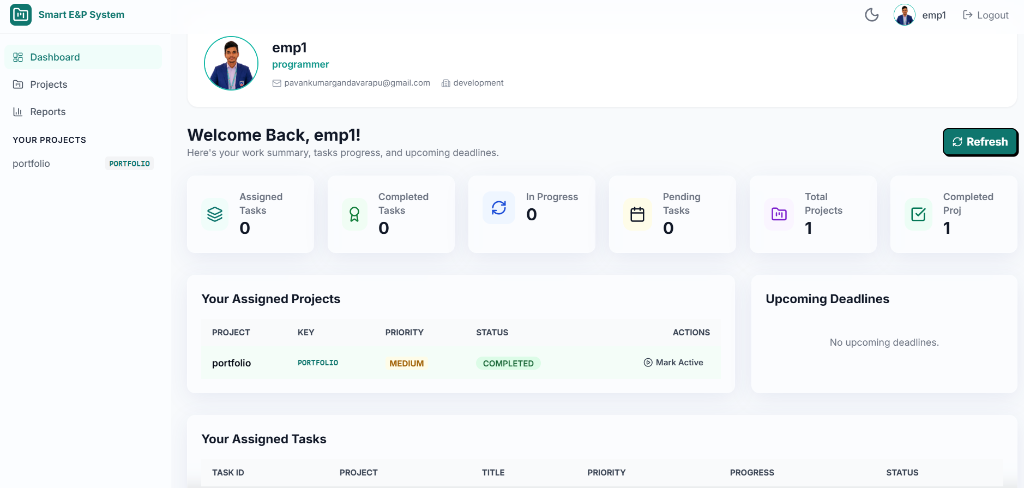 Smart E&P System
emp1
Logout
Dashboard
Projects
Reports
YOUR PROJECTS
portfolio PORTFOLIO
emp1
programmer
pavankumargandavarapu@gmail.com development
Welcome Back, emp1!
Here's your work summary, tasks progress, and upcoming deadlines.
Refresh
Assigned Tasks
0
Completed Tasks
0
In Progress
0
Pending Tasks
0
Total Projects
1
Completed Proj
1
Your Assigned Projects
PROJECT KEY PRIORITY STATUS ACTIONS
portfolio PORTFOLIO MEDIUM COMPLETED Mark Active
Upcoming Deadlines
No upcoming deadlines.
Your Assigned Tasks
TASK ID PROJECT TITLE PRIORITY PROGRESS STATUS